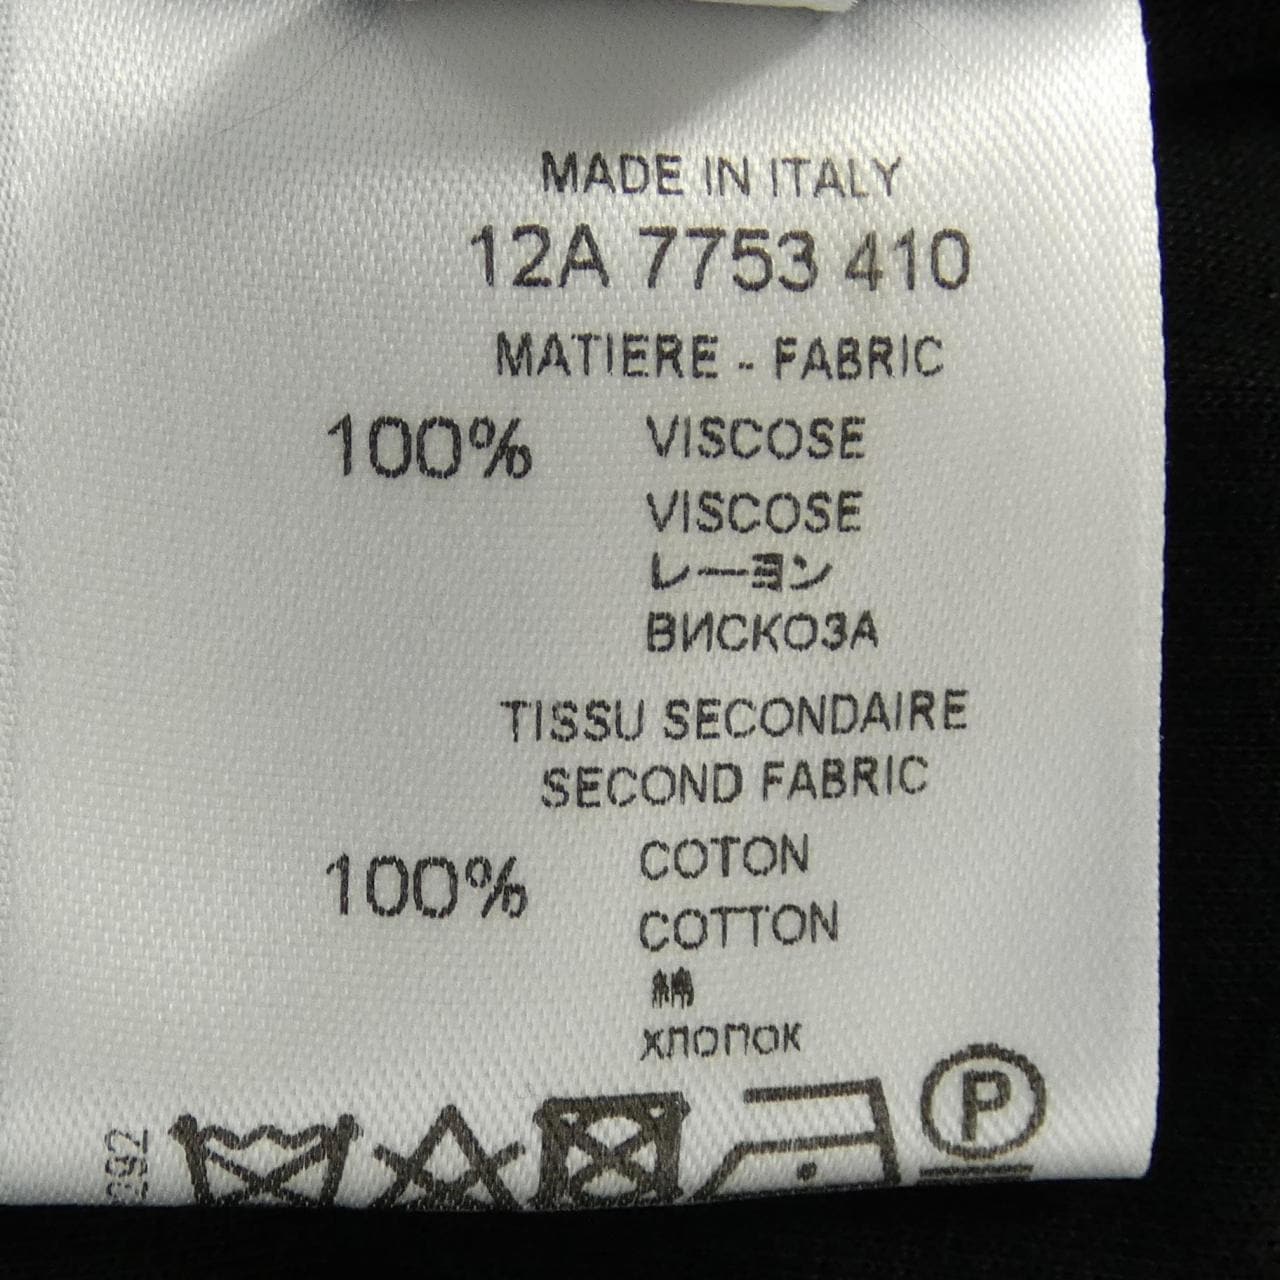 MADE IN ITALY
12A 7753 410
MATIERE - FABRIC
100% VISCOSE
VISCOSE
レーヨン
ВИСКОЗА
TISSU SECONDAIRE
SECOND FABRIC
100% COTON
COTTON
綿
ХЛОПОК
P